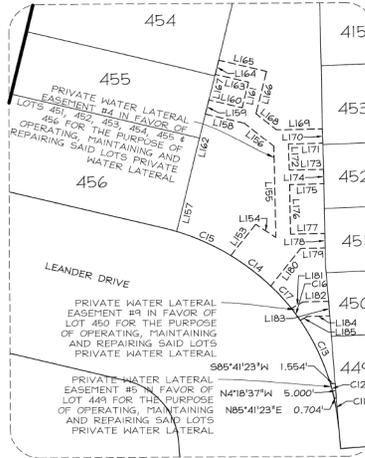 454
415
455
L165
L164
L163
L167
L161
L166
L160
L159
L158
L168
L169
L156
L170
453
L171
L172
L173
PRIVATE WATER LATERAL
EASEMENT #4 IN FAVOR OF
LOTS 451, 452, 453, 454, 455 &
456 FOR THE PURPOSE OF
OPERATING, MAINTAINING AND
REPAIRING SAID LOTS PRIVATE
WATER LATERAL
L162
L174
452
L175
L155
L176
456
L157
L154
L177
451
L178
C15
L153
L179
C14
L180
LEANDER DRIVE
L181
C16
C17
L182
450
PRIVATE WATER LATERAL
EASEMENT #9 IN FAVOR OF
LOT 450 FOR THE PURPOSE
OF OPERATING, MAINTAINING
AND REPAIRING SAID LOTS
PRIVATE WATER LATERAL
L183
L184
L185
C13
S85°41'23"W 1.554'
449
PRIVATE WATER LATERAL
EASEMENT #5 IN FAVOR OF
LOT 449 FOR THE PURPOSE
OF OPERATING, MAINTAINING
AND REPAIRING SAID LOTS
PRIVATE WATER LATERAL
N4°18'37"W 5.000'
C12
N85°41'23"E 0.704'
C11